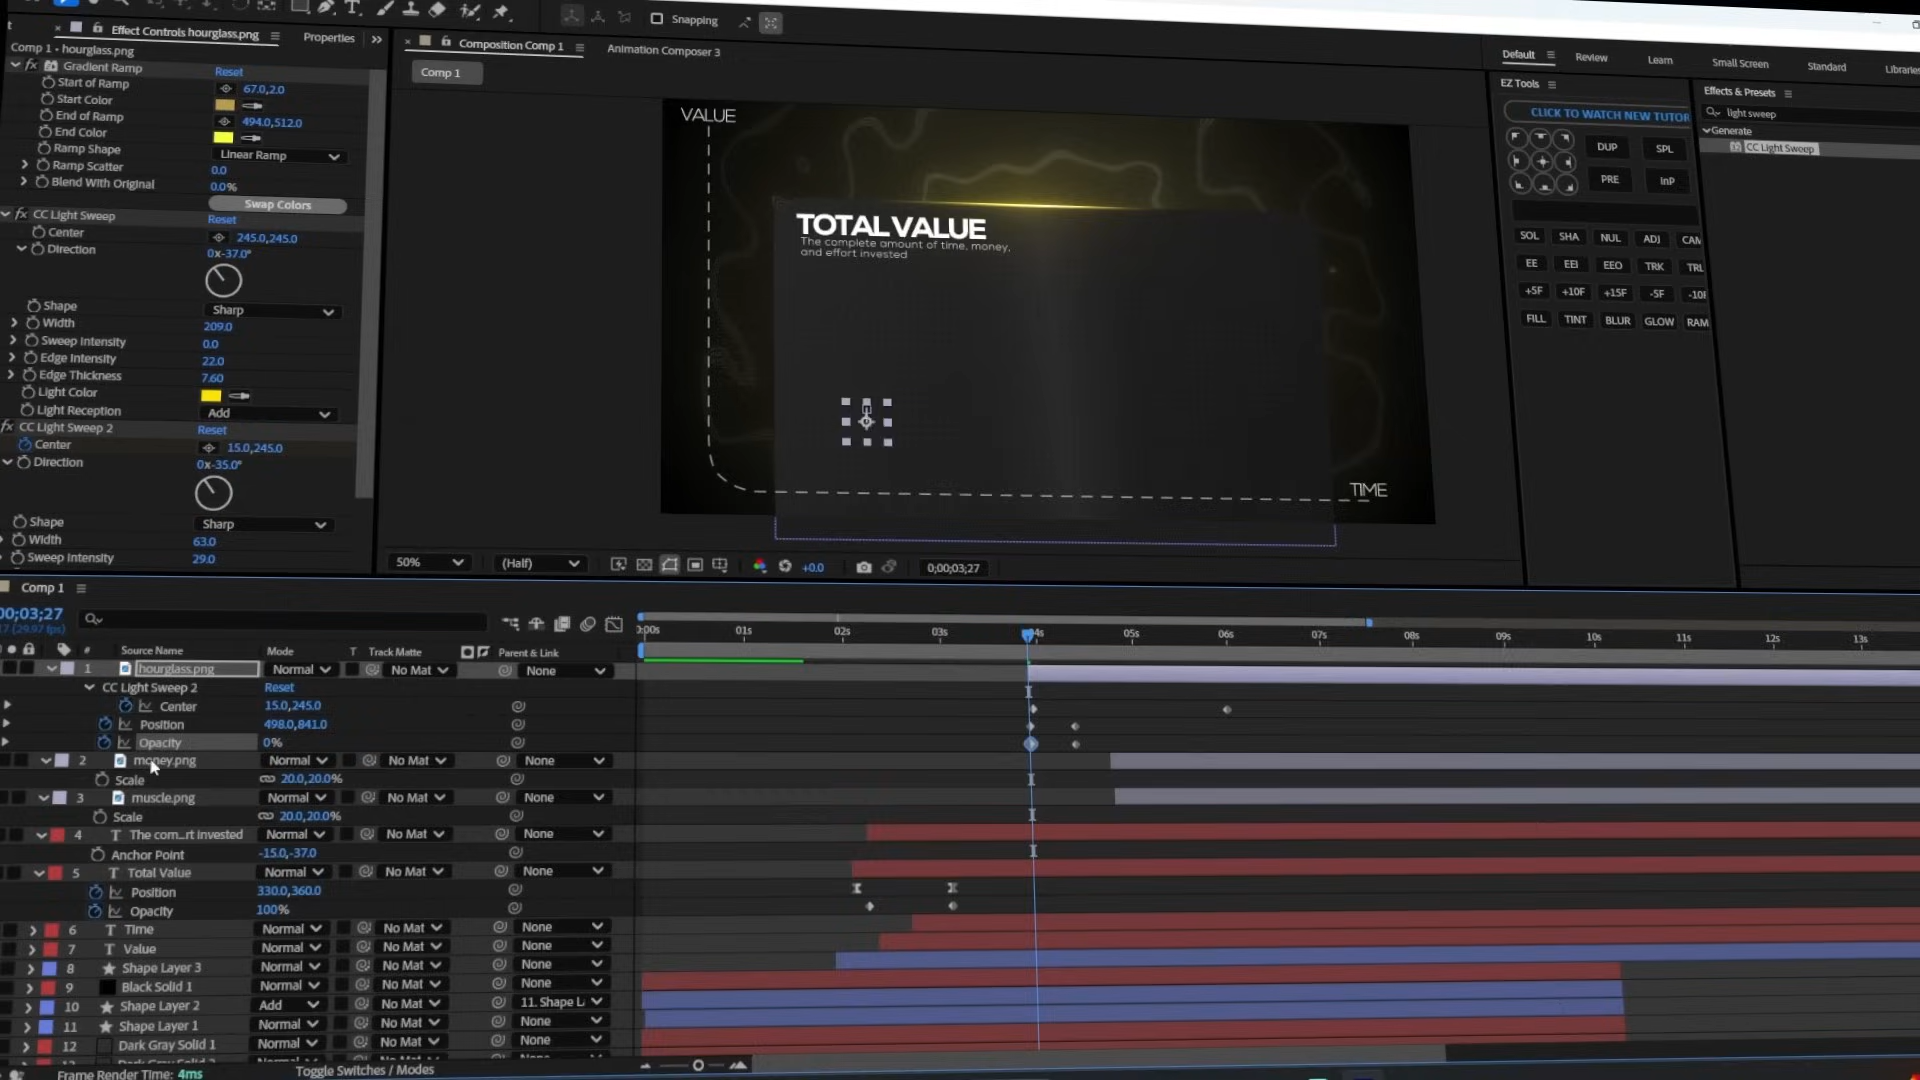 Effect Controls hourglass.png
Properties
Comp 1 - hourglass.png
fx Gradient Ramp Reset
Start of Ramp 67.0,2.0
Start Color
End of Ramp 494.0,512.0
End Color
Ramp Shape Linear Ramp
Ramp Scatter 0.0
Blend With Original 0.0%
Swap Colors
fx CC Light Sweep Reset
Center 245.0,245.0
Direction 0x-37.0°
Shape Sharp
Width 209.0
Sweep Intensity 0.0
Edge Intensity 22.0
Edge Thickness 7.60
Light Color
Light Reception Add
fx CC Light Sweep 2 Reset
Center 15.0,245.0
Direction 0x-35.0°
Shape Sharp
Width 63.0
Sweep Intensity 29.0
Snapping
Composition Comp 1
Animation Composer 3
Comp 1
VALUE
TOTAL VALUE
The complete amount of time, money,
and effort invested
TIME
50% (Half) +0.0 0;00;03;27
Default Review Learn Small Screen Standard Libraries
EZ Tools
CLICK TO WATCH NEW TUTOR
DUP SPL
PRE InP
SOL SHA NUL ADJ CAM
EE EEI EEO TRK TRL
+5F +10F +15F -5F -10F
FILL TINT BLUR GLOW RAM
Effects & Presets
light sweep
Generate
CC Light Sweep
Comp 1
00;03;27
(29.97 fps)
0:00s 01s 02s 03s 04s 05s 06s 07s 08s 09s 10s 11s 12s 13s
# Source Name Mode T Track Matte Parent & Link
1 hourglass.png Normal No Mat None
CC Light Sweep 2 Reset
Center 15.0,245.0
Position 498.0,841.0
Opacity 0%
2 money.png Normal No Mat None
Scale 20.0,20.0%
3 muscle.png Normal No Mat None
Scale 20.0,20.0%
4 T The com...rt invested Normal No Mat None
Anchor Point -15.0,-37.0
5 T Total Value Normal No Mat None
Position 330.0,360.0
Opacity 100%
6 T Time Normal No Mat None
7 T Value Normal No Mat None
8 Shape Layer 3 Normal No Mat None
9 Black Solid 1 Normal No Mat None
10 Shape Layer 2 Add No Mat 11. Shape L
11 Shape Layer 1 Normal No Mat None
12 Dark Gray Solid 1 Normal No Mat None
Frame Render Time: 4ms
Toggle Switches / Modes